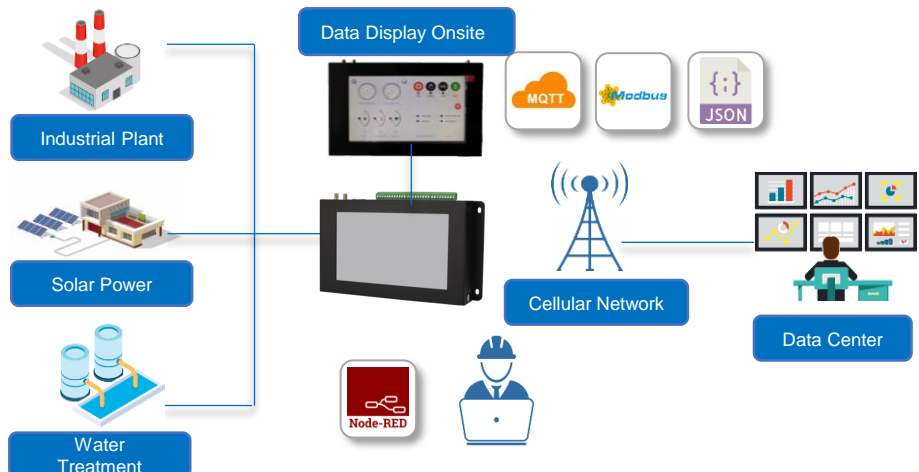 Data Display Onsite
MQTT
Modbus
{;}
JSON
Industrial Plant
Solar Power
Cellular Network
Data Center
Node-RED
Water
Treatment